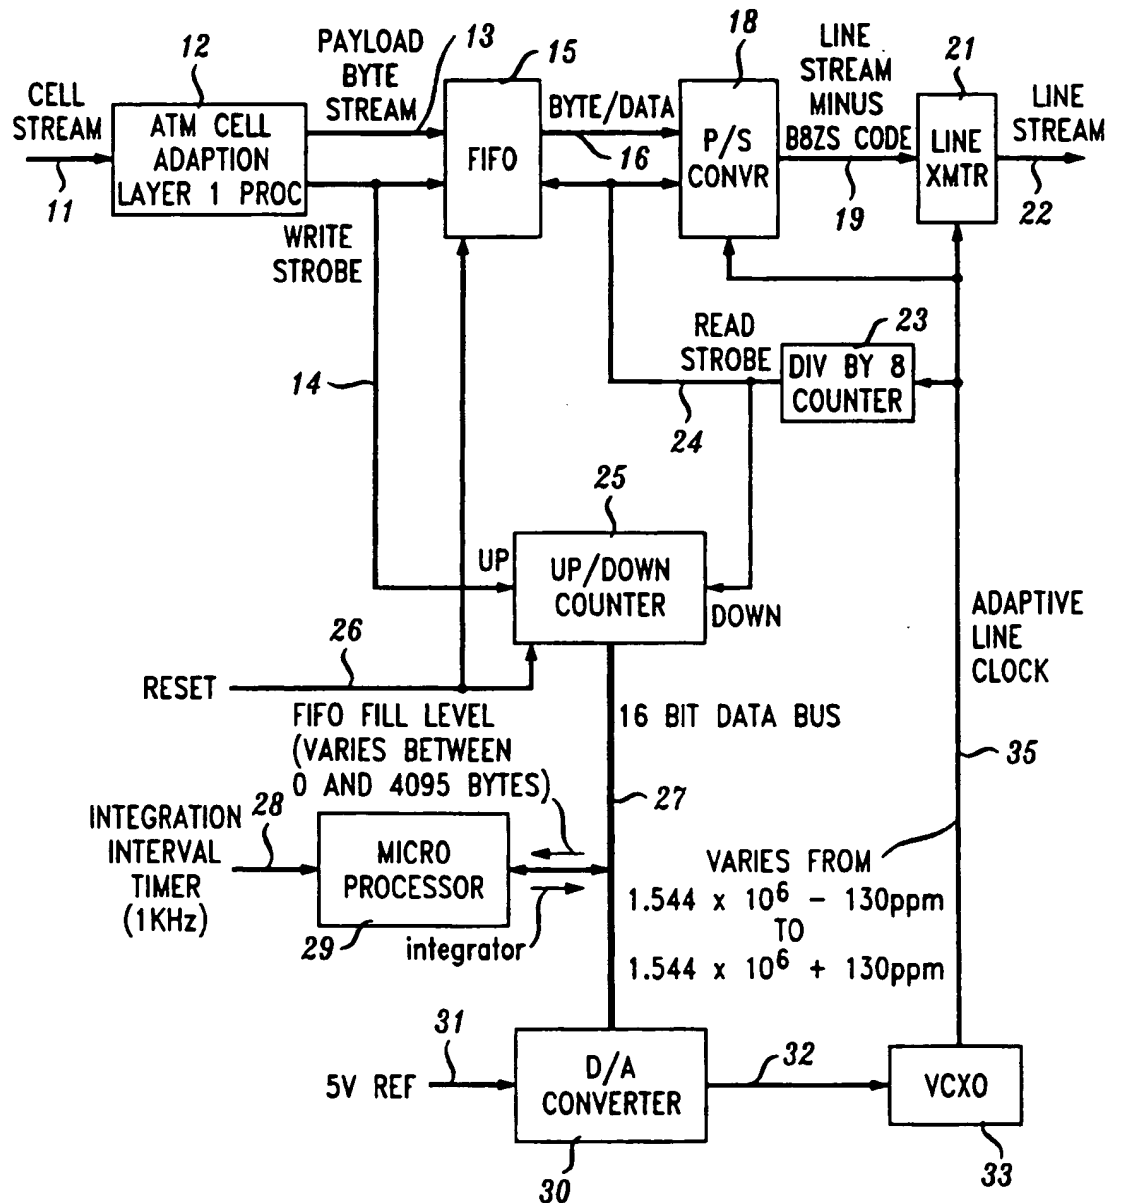 12
PAYLOAD
BYTE
STREAM
13
15
18
LINE
STREAM
MINUS
B8ZS CODE
21
LINE
STREAM
CELL
STREAM
11
ATM CELL
ADAPTION
LAYER 1 PROC
FIFO
BYTE/DATA
16
P/S
CONVR
19
LINE
XMTR
22
WRITE
STROBE
READ
STROBE
23
DIV BY 8
COUNTER
14
24
25
UP
UP/DOWN
COUNTER
DOWN
ADAPTIVE
LINE
CLOCK
26
RESET
FIFO FILL LEVEL
(VARIES BETWEEN
0 AND 4095 BYTES)
16 BIT DATA BUS
35
27
28
INTEGRATION
INTERVAL
TIMER
(1KHz)
MICRO
PROCESSOR
29
integrator
VARIES FROM
1.544 x 10⁶ − 130ppm
TO
1.544 x 10⁶ + 130ppm
31
5V REF
D/A
CONVERTER
30
32
VCXO
33